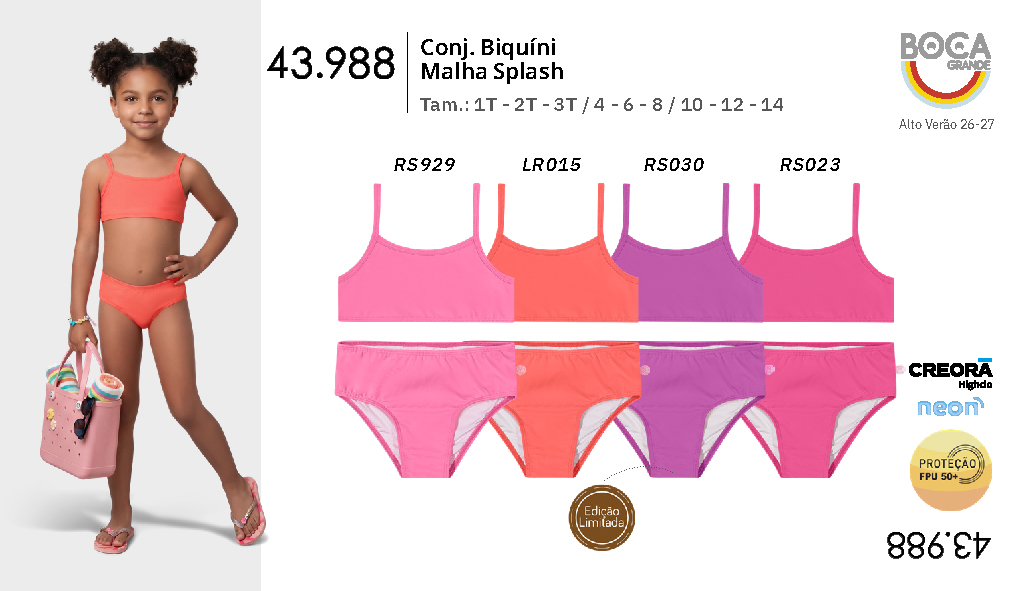 43.988
Conj. Biquíni
Malha Splash
Tam.: 1T - 2T - 3T / 4 - 6 - 8 / 10 - 12 - 14
BOCA
GRANDE
Alto Verão 26-27
RS929
LR015
RS030
RS023
CREORA
Highclo
neon
PROTEÇÃO
FPU 50+
Edição
Limitada
43.988